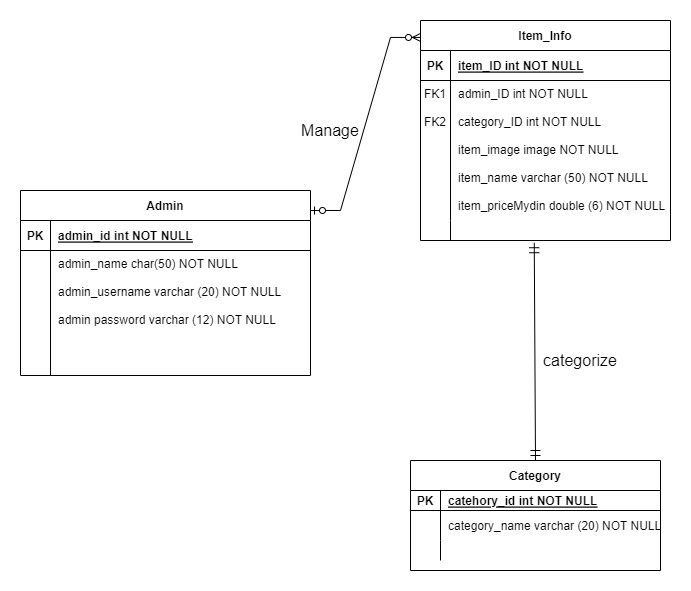 Item_Info
PK item_ID int NOT NULL
FK1 admin_ID int NOT NULL
FK2 category_ID int NOT NULL
item_image image NOT NULL
item_name varchar (50) NOT NULL
item_priceMydin double (6) NOT NULL
Manage
Admin
PK admin_id int NOT NULL
admin_name char(50) NOT NULL
admin_username varchar (20) NOT NULL
admin password varchar (12) NOT NULL
categorize
Category
PK catehory_id int NOT NULL
category_name varchar (20) NOT NULL